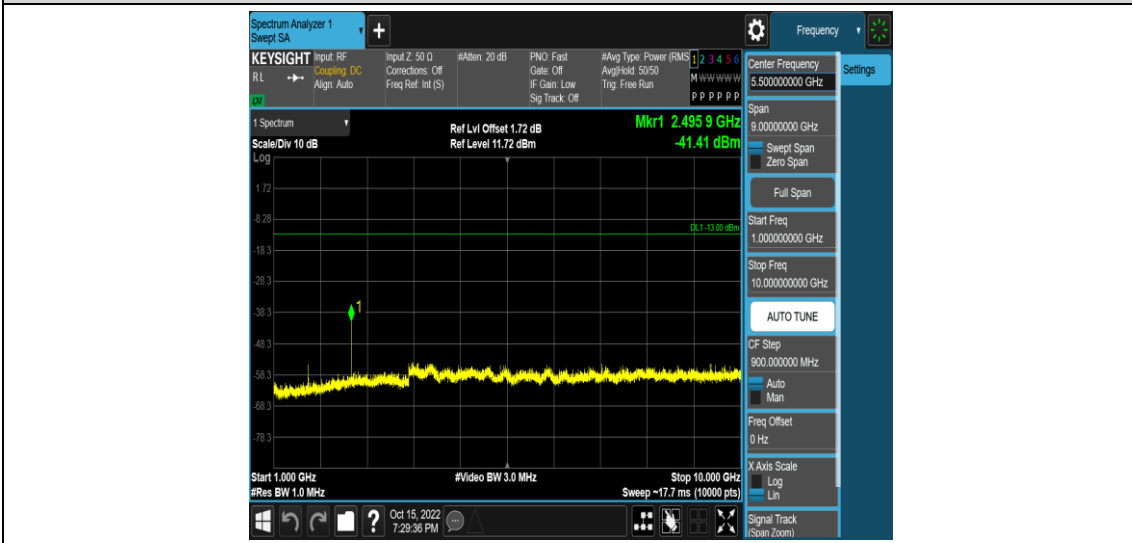 Spectrum Analyzer 1
Swept SA
+
Frequency
KEYSIGHT
RL
LXI
Input: RF
Coupling: DC
Align: Auto
Input Z: 50 Ω
Corrections: Off
Freq Ref: Int (S)
#Atten: 20 dB
PNO: Fast
Gate: Off
IF Gain: Low
Sig Track: Off
#Avg Type: Power (RMS
Avg|Hold: 50/50
Trig: Free Run
1 2 3 4 5 6
M W W W W W
P P P P P P
1 Spectrum
Scale/Div 10 dB
Log
Ref Lvl Offset 1.72 dB
Ref Level 11.72 dBm
Mkr1 2.495 9 GHz
-41.41 dBm
1.72
-8.28
DL1 -13.00 dBm
-18.3
-28.3
-38.3
1
-48.3
-58.3
-68.3
-78.3
Start 1.000 GHz
#Res BW 1.0 MHz
#Video BW 3.0 MHz
Stop 10.000 GHz
Sweep ~17.7 ms (10000 pts)
Center Frequency
5.500000000 GHz
Settings
Span
9.00000000 GHz
Swept Span
Zero Span
Full Span
Start Freq
1.000000000 GHz
Stop Freq
10.000000000 GHz
AUTO TUNE
CF Step
900.000000 MHz
Auto
Man
Freq Offset
0 Hz
X Axis Scale
Log
Lin
Signal Track
(Span Zoom)
?
Oct 15, 2022
7:29:36 PM